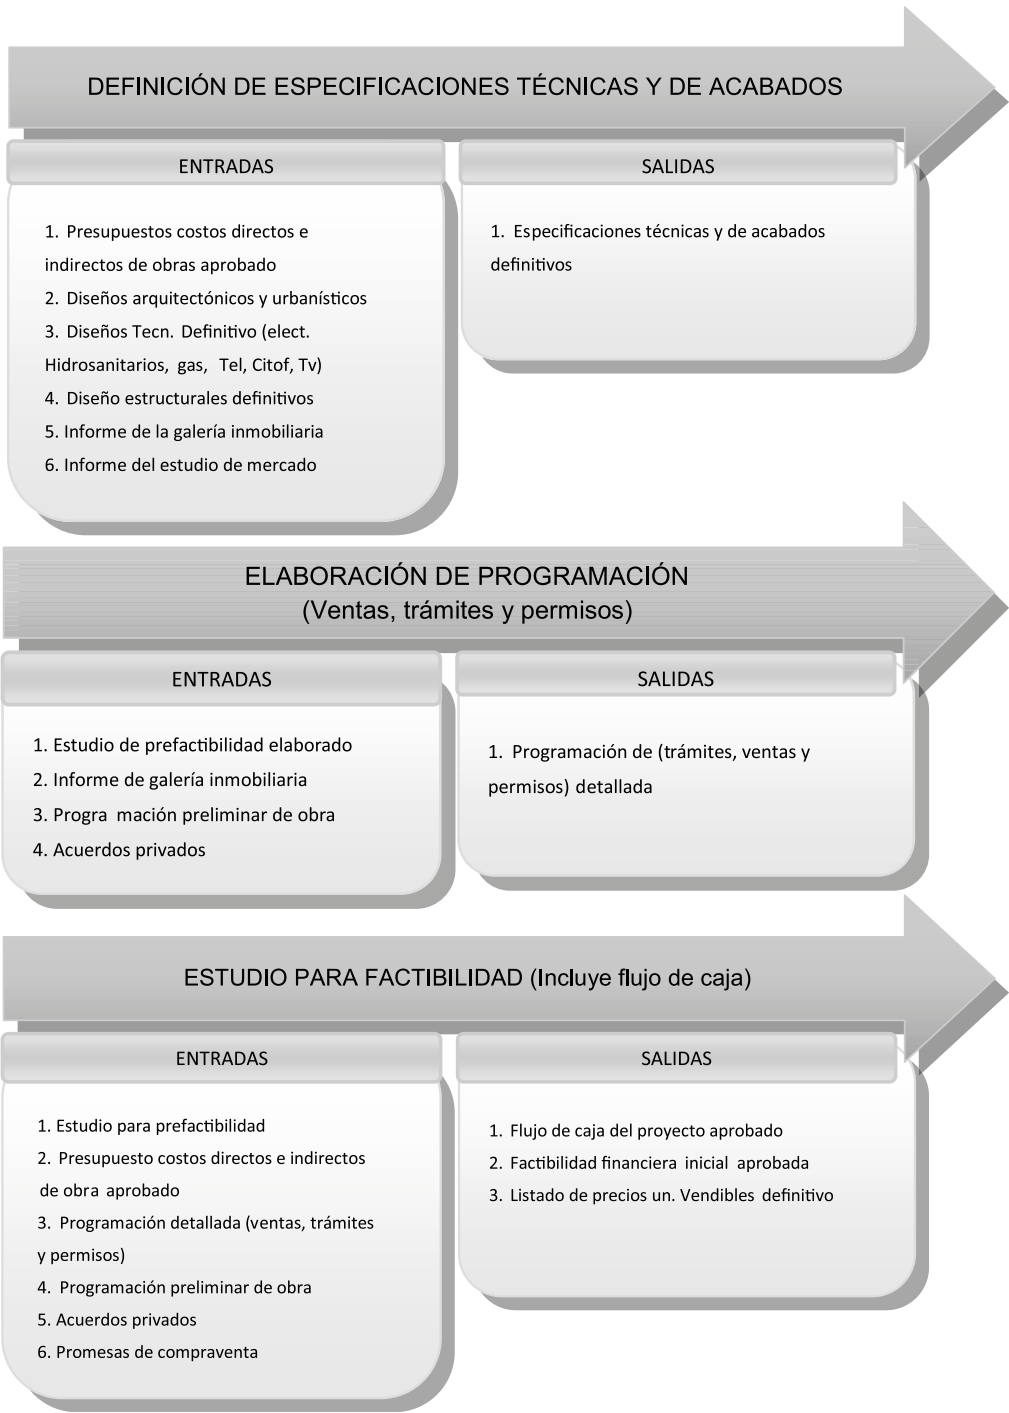 DEFINICIÓN DE ESPECIFICACIONES TÉCNICAS Y DE ACABADOS
ENTRADAS
1. Presupuestos costos directos e
indirectos de obras aprobado
2. Diseños arquitectónicos y urbanísticos
3. Diseños Tecn. Definitivo (elect.
Hidrosanitarios, gas, Tel, Citof, Tv)
4. Diseño estructurales definitivos
5. Informe de la galería inmobiliaria
6. Informe del estudio de mercado
SALIDAS
1. Especificaciones técnicas y de acabados
definitivos
ELABORACIÓN DE PROGRAMACIÓN
(Ventas, trámites y permisos)
ENTRADAS
1. Estudio de prefactibilidad elaborado
2. Informe de galería inmobiliaria
3. Progra mación preliminar de obra
4. Acuerdos privados
SALIDAS
1. Programación de (trámites, ventas y
permisos) detallada
ESTUDIO PARA FACTIBILIDAD (Incluye flujo de caja)
ENTRADAS
1. Estudio para prefactibilidad
2. Presupuesto costos directos e indirectos
de obra aprobado
3. Programación detallada (ventas, trámites
y permisos)
4. Programación preliminar de obra
5. Acuerdos privados
6. Promesas de compraventa
SALIDAS
1. Flujo de caja del proyecto aprobado
2. Factibilidad financiera inicial aprobada
3. Listado de precios un. Vendibles definitivo